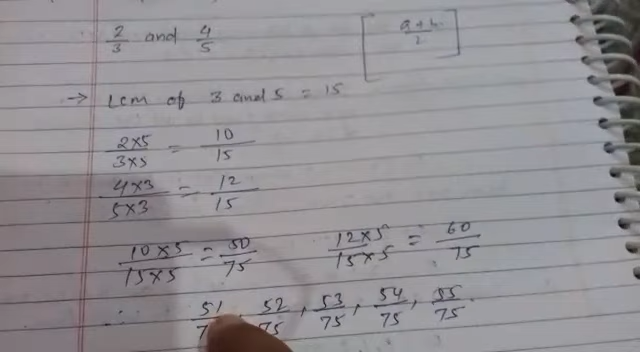 2/3 and 4/5 [a+b/2]
→ Lcm of 3 and 5 = 15
2×5/3×5 = 10/15
4×3/5×3 = 12/15
10×5/15×5 = 50/75 12×5/15×5 = 60/75
∴ 51/7, 52/75, 53/75, 54/75, 55/75.